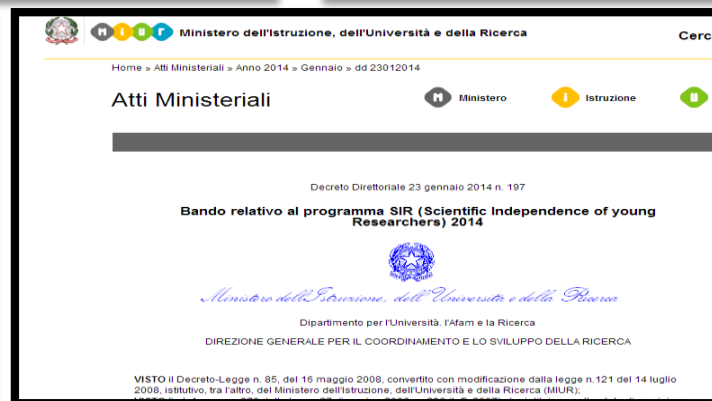 miur Ministero dell'Istruzione, dell'Università e della Ricerca
Cerc
Home » Atti Ministeriali » Anno 2014 » Gennaio » dd 23012014
Atti Ministeriali
m Ministero
i Istruzione
u
Decreto Direttoriale 23 gennaio 2014 n. 197
Bando relativo al programma SIR (Scientific Independence of young
Researchers) 2014
Ministero dell'Istruzione, dell'Università e della Ricerca
Dipartimento per l'Università, l'Afam e la Ricerca
DIREZIONE GENERALE PER IL COORDINAMENTO E LO SVILUPPO DELLA RICERCA
VISTO il Decreto-Legge n. 85, del 16 maggio 2008, convertito con modificazione dalla legge n.121 del 14 luglio
2008, istitutivo, tra l'altro, del Ministero dell'Istruzione, dell'Università e della Ricerca (MIUR);